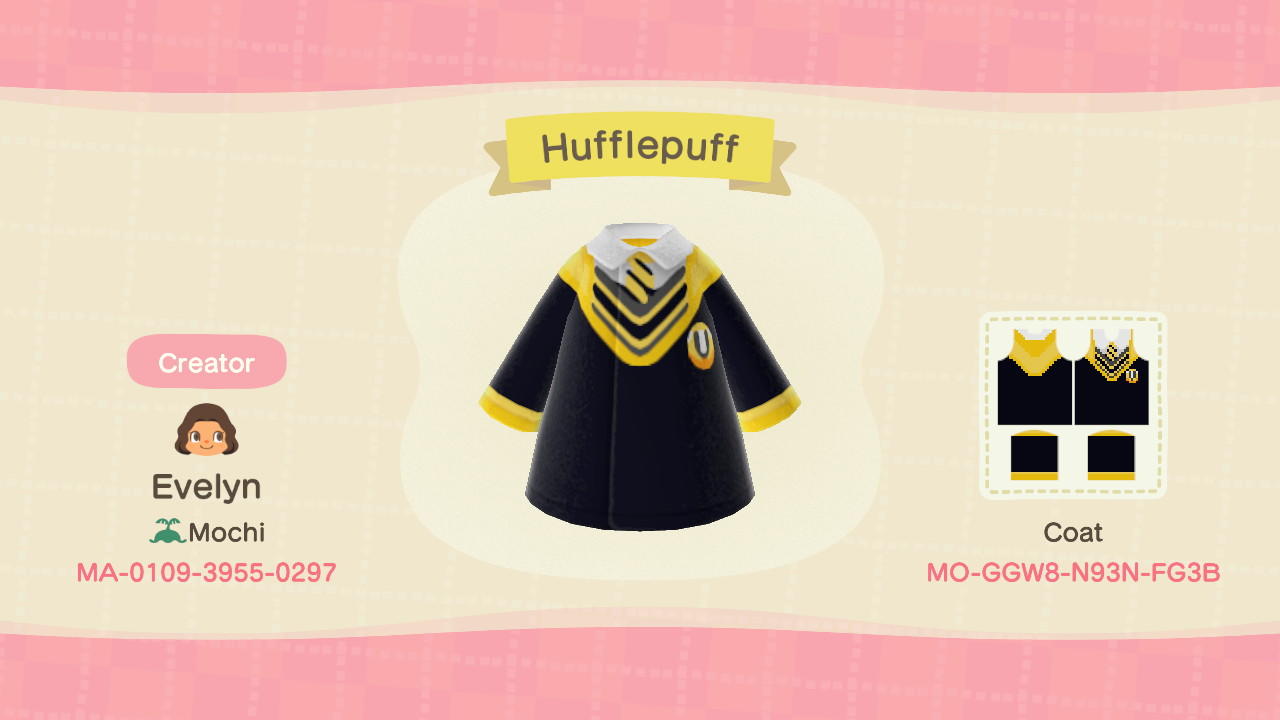 Hufflepuff
Creator
Evelyn
Mochi
MA-0109-3955-0297
Coat
MO-GGW8-N93N-FG3B